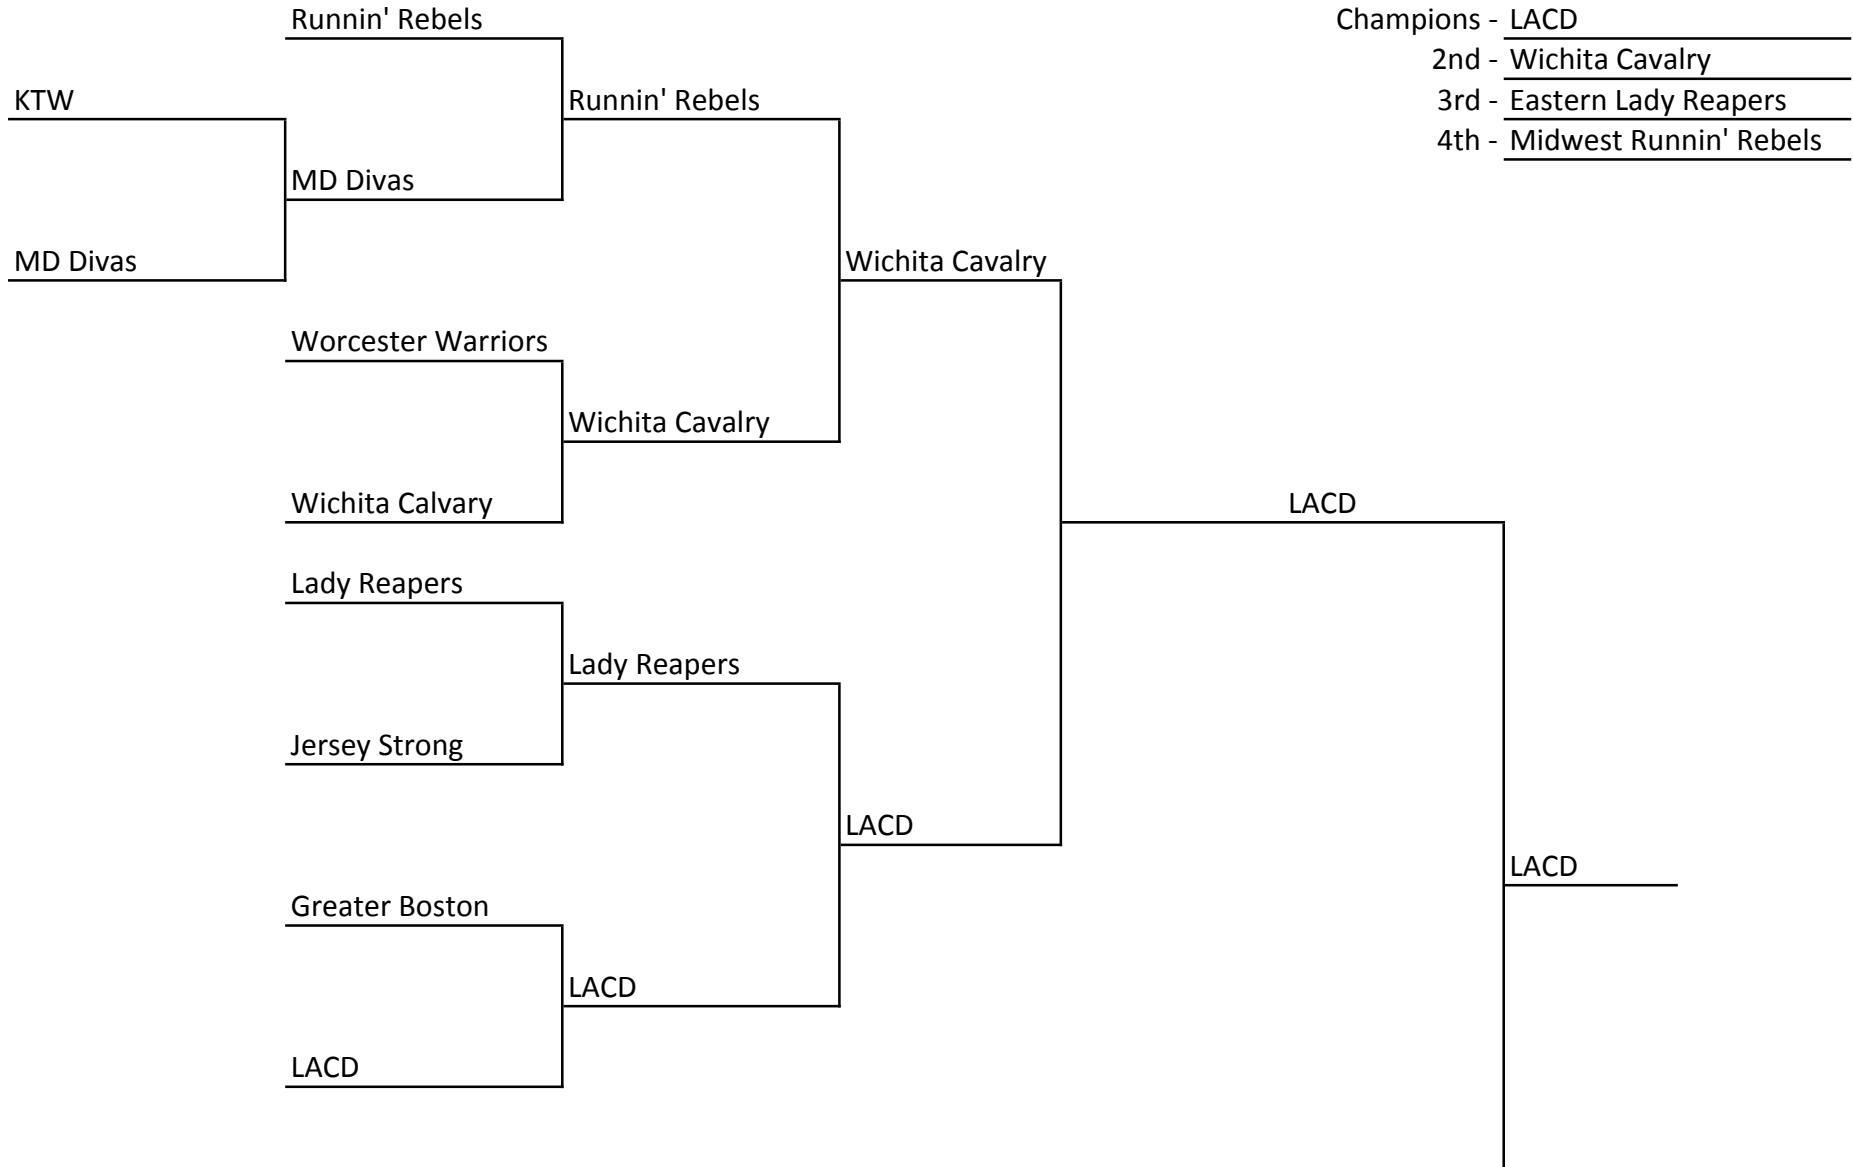 Runnin' Rebels
Champions - LACD
2nd - Wichita Cavalry
KTW
Runnin' Rebels
3rd - Eastern Lady Reapers
4th - Midwest Runnin' Rebels
MD Divas
MD Divas
Wichita Cavalry
Worcester Warriors
Wichita Cavalry
Wichita Calvary
LACD
Lady Reapers
Lady Reapers
Jersey Strong
LACD
LACD
Greater Boston
LACD
LACD